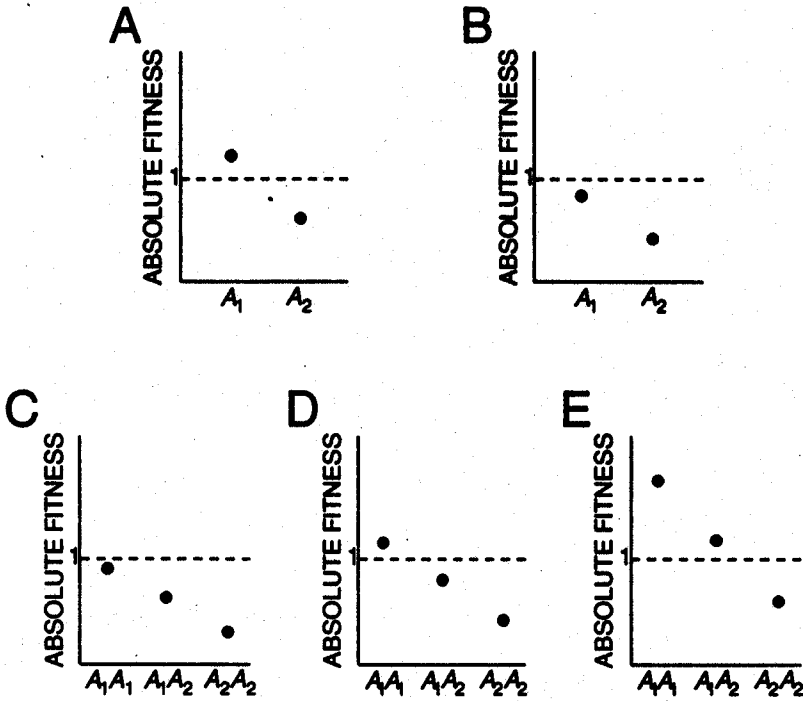 A
ABSOLUTE FITNESS
1
A₁ A₂
B
ABSOLUTE FITNESS
1
A₁ A₂
C
ABSOLUTE FITNESS
1
A₁A₁ A₁A₂ A₂A₂
D
ABSOLUTE FITNESS
1
A₁A₁ A₁A₂ A₂A₂
E
ABSOLUTE FITNESS
1
A₁A₁ A₁A₂ A₂A₂